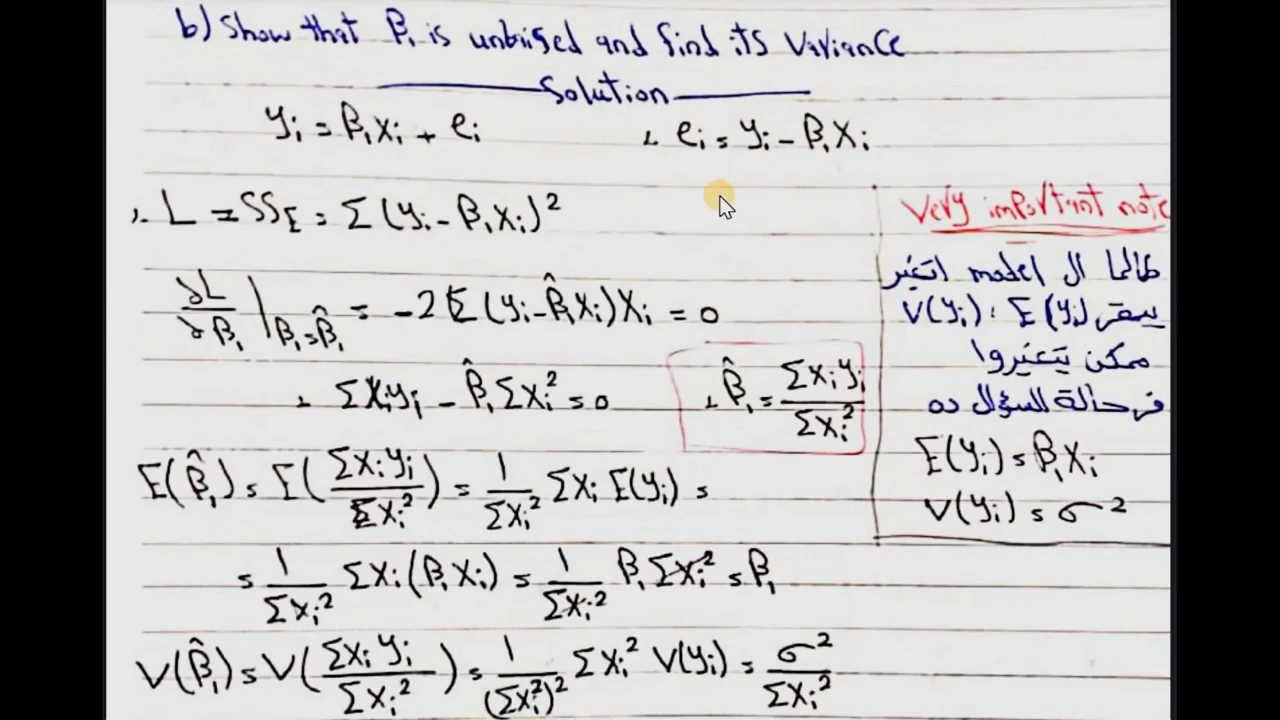 b) Show that β₁ is unbaised and find its Variance
Solution
yᵢ = β₁xᵢ + eᵢ ∴ eᵢ = yᵢ - β₁xᵢ
∴ L = SS_E = Σ (yᵢ - β₁xᵢ)²
∂L/∂β₁ |β₁=β̂₁ = -2Σ (yᵢ - β̂₁xᵢ)xᵢ = 0
∴ Σxᵢyᵢ - β̂₁Σxᵢ² = 0 ∴ β̂₁ = Σxᵢyᵢ / Σxᵢ²
E(β̂₁) = E(Σxᵢyᵢ / Σxᵢ²) = 1/Σxᵢ² Σxᵢ E(yᵢ) =
= 1/Σxᵢ² Σxᵢ(β₁xᵢ) = 1/Σxᵢ² β₁Σxᵢ² = β₁
V(β̂₁) = V(Σxᵢyᵢ / Σxᵢ²) = 1/(Σxᵢ²)² Σxᵢ² V(yᵢ) = σ²/Σxᵢ²
Very important note
طالما ال model اتغير
يبقى E(yᵢ) ، V(yᵢ)
ممكن يتغيروا
فى حالة السؤال ده
E(yᵢ) = β₁xᵢ
V(yᵢ) = σ²